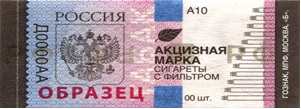 РОССИЯ
Д0000АА
ОБРАЗЕЦ
А10
АКЦИЗНАЯ
МАРКА
СИГАРЕТЫ
С ФИЛЬТРОМ
00 шт.
ГОЗНАК, МПФ, МОСКВА, «Б».